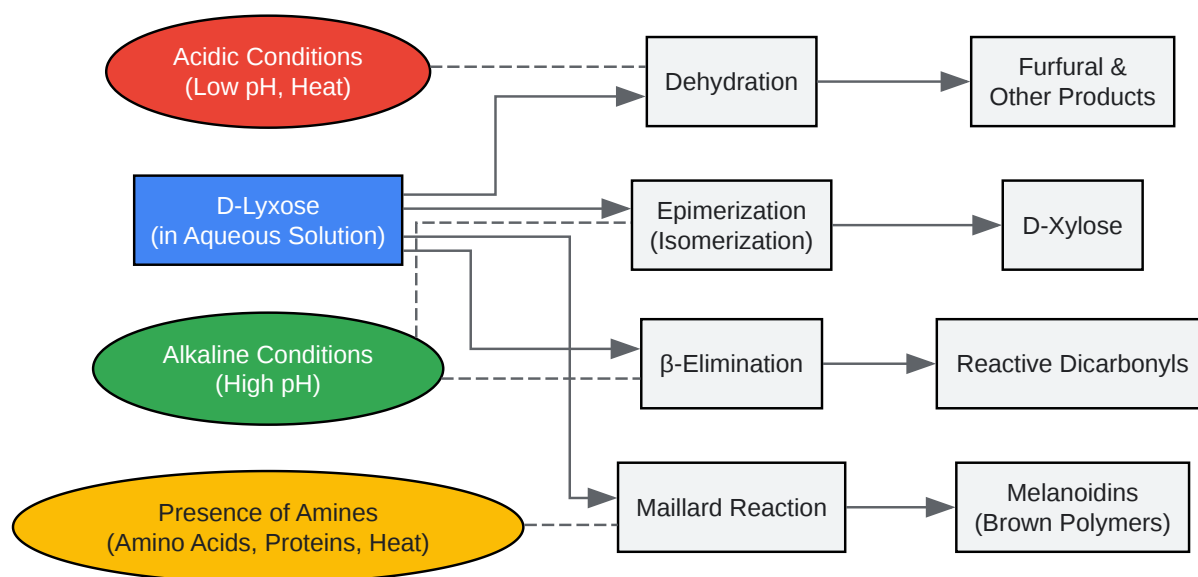 Acidic Conditions
(Low pH, Heat)
Dehydration
Furfural &
Other Products
D-Lyxose
(in Aqueous Solution)
Epimerization
(Isomerization)
D-Xylose
Alkaline Conditions
(High pH)
β-Elimination
Reactive Dicarbonyls
Presence of Amines
(Amino Acids, Proteins, Heat)
Maillard Reaction
Melanoidins
(Brown Polymers)